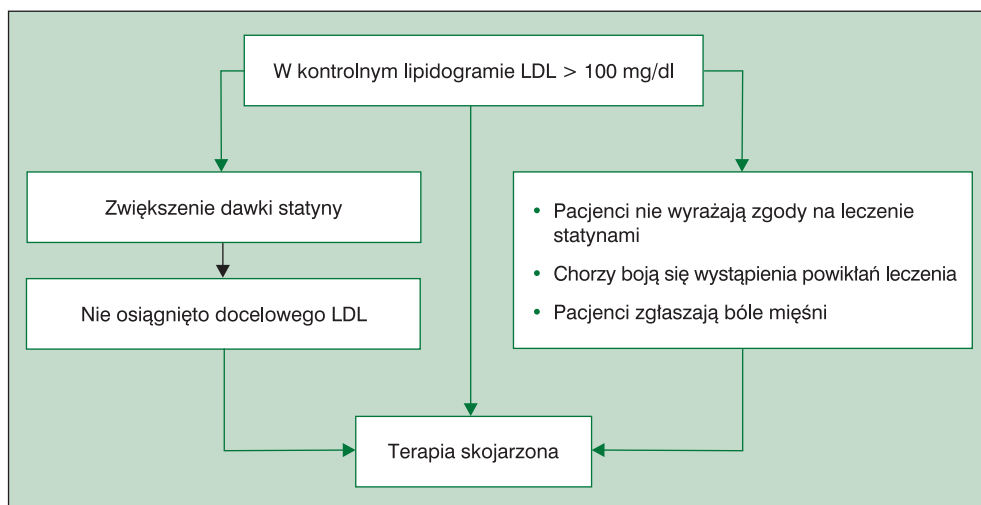 W kontrolnym lipidogramie LDL > 100 mg/dl
Zwiększenie dawki statyny
Nie osiągnięto docelowego LDL
• Pacjenci nie wyrażają zgody na leczenie
statynami
• Chorzy boją się wystąpienia powikłań leczenia
• Pacjenci zgłaszają bóle mięśni
Terapia skojarzona